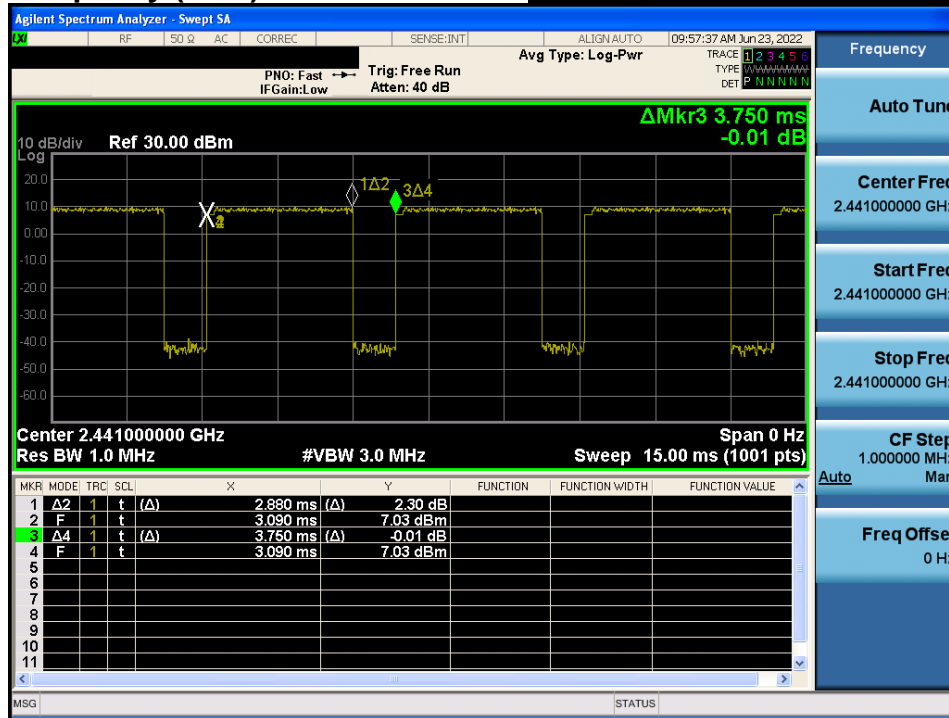 Agilent Spectrum Analyzer - Swept SA
LXI RF 50 Ω AC CORREC SENSE:INT ALIGN AUTO 09:57:37 AM Jun 23, 2022
Frequency
Avg Type: Log-Pwr
TRACE 1 2 3 4 5 6
PNO: Fast Trig: Free Run
TYPE WWWWWW
IFGain:Low Atten: 40 dB
DET P N N N N N
Auto Tune
ΔMkr3 3.750 ms
-0.01 dB
10 dB/div Ref 30.00 dBm
Log
20.0
10.0
0.00
-10.0
-20.0
-30.0
-40.0
-50.0
-60.0
1Δ2
3Δ4
Center Freq
2.441000000 GHz
Start Freq
2.441000000 GHz
Stop Freq
2.441000000 GHz
Center 2.441000000 GHz Span 0 Hz
Res BW 1.0 MHz #VBW 3.0 MHz Sweep 15.00 ms (1001 pts)
CF Step
1.000000 MHz
Auto Man
MKR MODE TRC SCL X Y FUNCTION FUNCTION WIDTH FUNCTION VALUE
1 Δ2 1 t (Δ) 2.880 ms (Δ) 2.30 dB
2 F 1 t 3.090 ms 7.03 dBm
3 Δ4 1 t (Δ) 3.750 ms (Δ) -0.01 dB
4 F 1 t 3.090 ms 7.03 dBm
5
6
7
8
9
10
11
Freq Offset
0 Hz
MSG STATUS